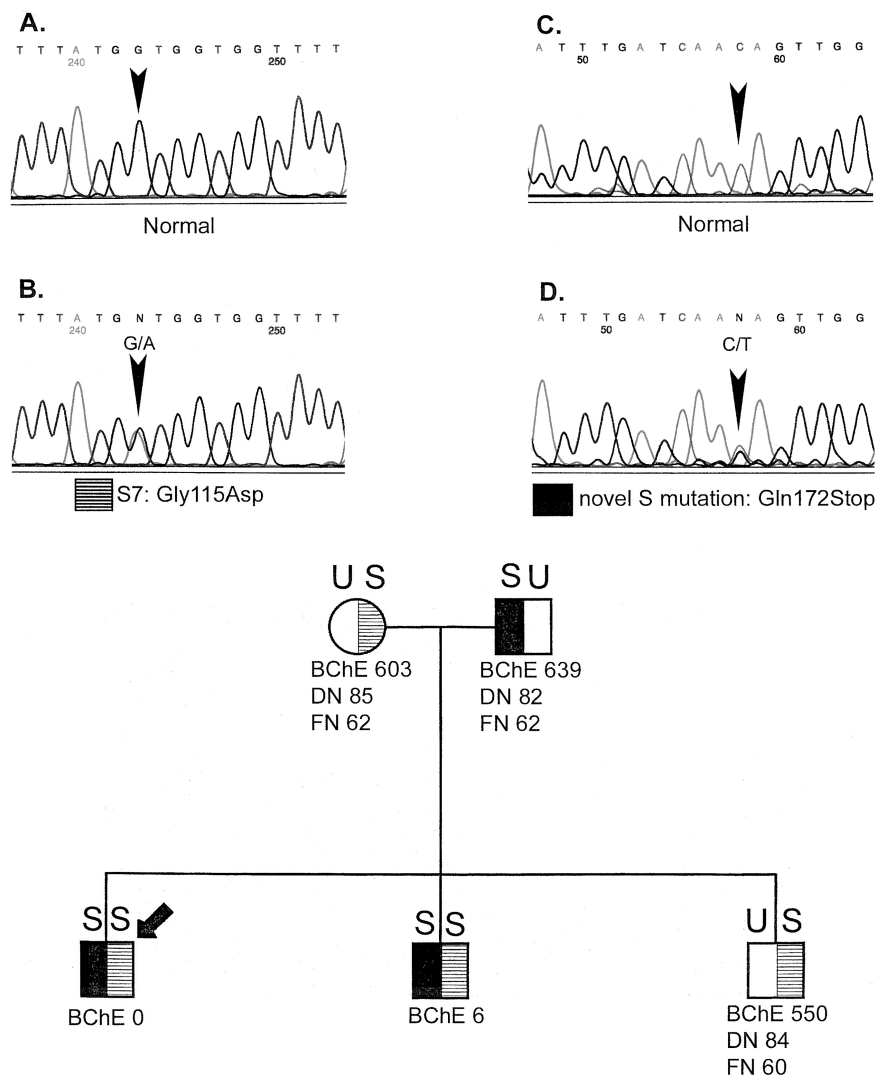 A.
T T T A T G G T G G T G G T T T T
240 250
Normal
C.
A T T T G A T C A A C A G T T G G
50 60
Normal
B.
T T T A T G N T G G T G G T T T T
240 250
G/A
S7: Gly115Asp
D.
A T T T G A T C A A N A G T T G G
50 60
C/T
novel S mutation: Gln172Stop
U S
S U
BChE 603
DN 85
FN 62
BChE 639
DN 82
FN 62
S S
BChE 0
S S
BChE 6
U S
BChE 550
DN 84
FN 60